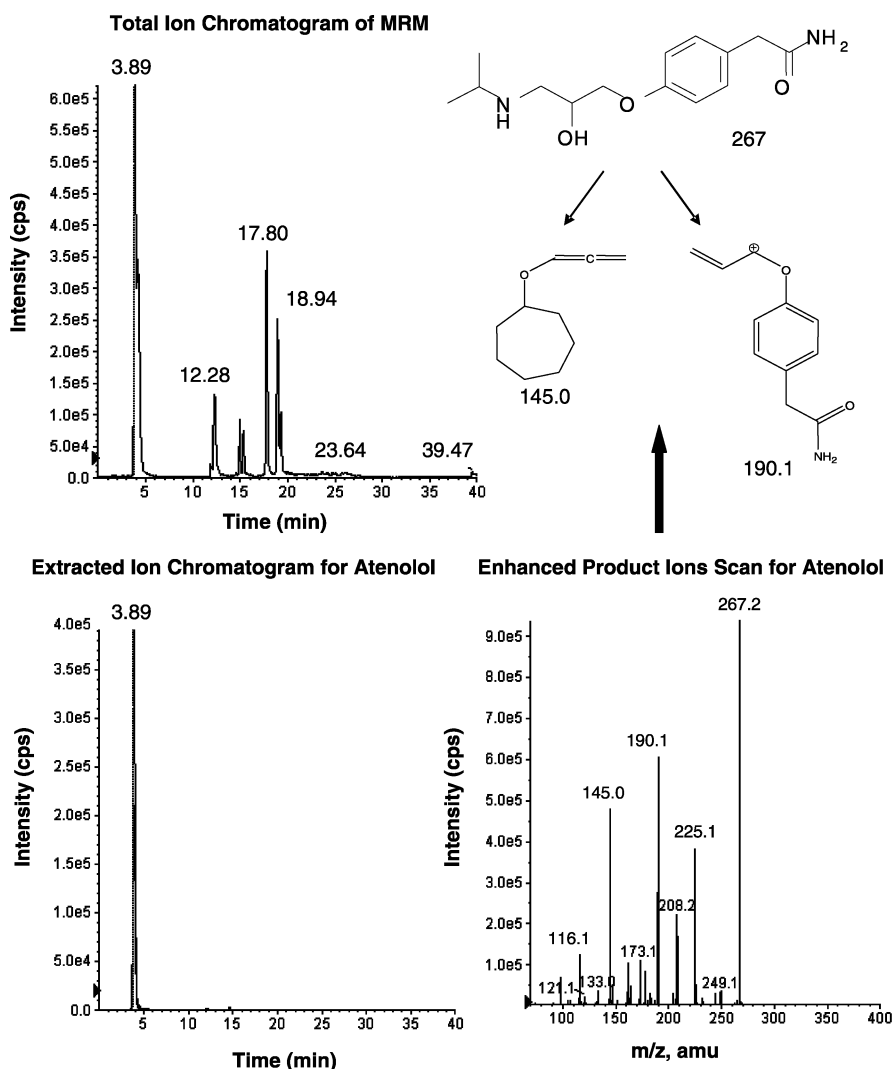 Total Ion Chromatogram of MRM
3.89
6.0e5
5.5e5
5.0e5
4.5e5
4.0e5
3.5e5
3.0e5
2.5e5
2.0e5
1.5e5
1.0e5
5.0e4
0.0
Intensity (cps)
17.80
18.94
12.28
23.64
39.47
5 10 15 20 25 30 35 40
Time (min)
NH2
O
O
N
H
OH
267
O
C
145.0
O
O
NH2
190.1
Extracted Ion Chromatogram for Atenolol
3.89
4.0e5
3.5e5
3.0e5
2.5e5
2.0e5
1.5e5
1.0e5
5.0e4
0.0
Intensity (cps)
5 10 15 20 25 30 35 40
Time (min)
Enhanced Product Ions Scan for Atenolol
267.2
9.0e5
8.0e5
7.0e5
6.0e5
5.0e5
4.0e5
3.0e5
2.0e5
1.0e5
Intensity (cps)
190.1
145.0
225.1
208.2
116.1
173.1
121.1
133.0
249.1
100 150 200 250 300 350 400
m/z, amu